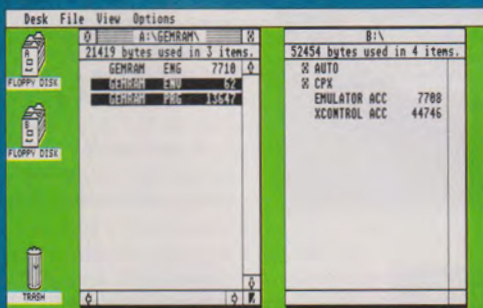 Desk File View Options
A:\GEMRAM\
21419 bytes used in 3 items.
GEMRAM ENG 7710
GEMRAM ENV 62
GEMRAM PRG 13647
B:\
52454 bytes used in 4 items.
AUTO
CPX
EMULATOR ACC 7708
XCONTROL ACC 44746
A
FLOPPY DISK
B
FLOPPY DISK
TRASH